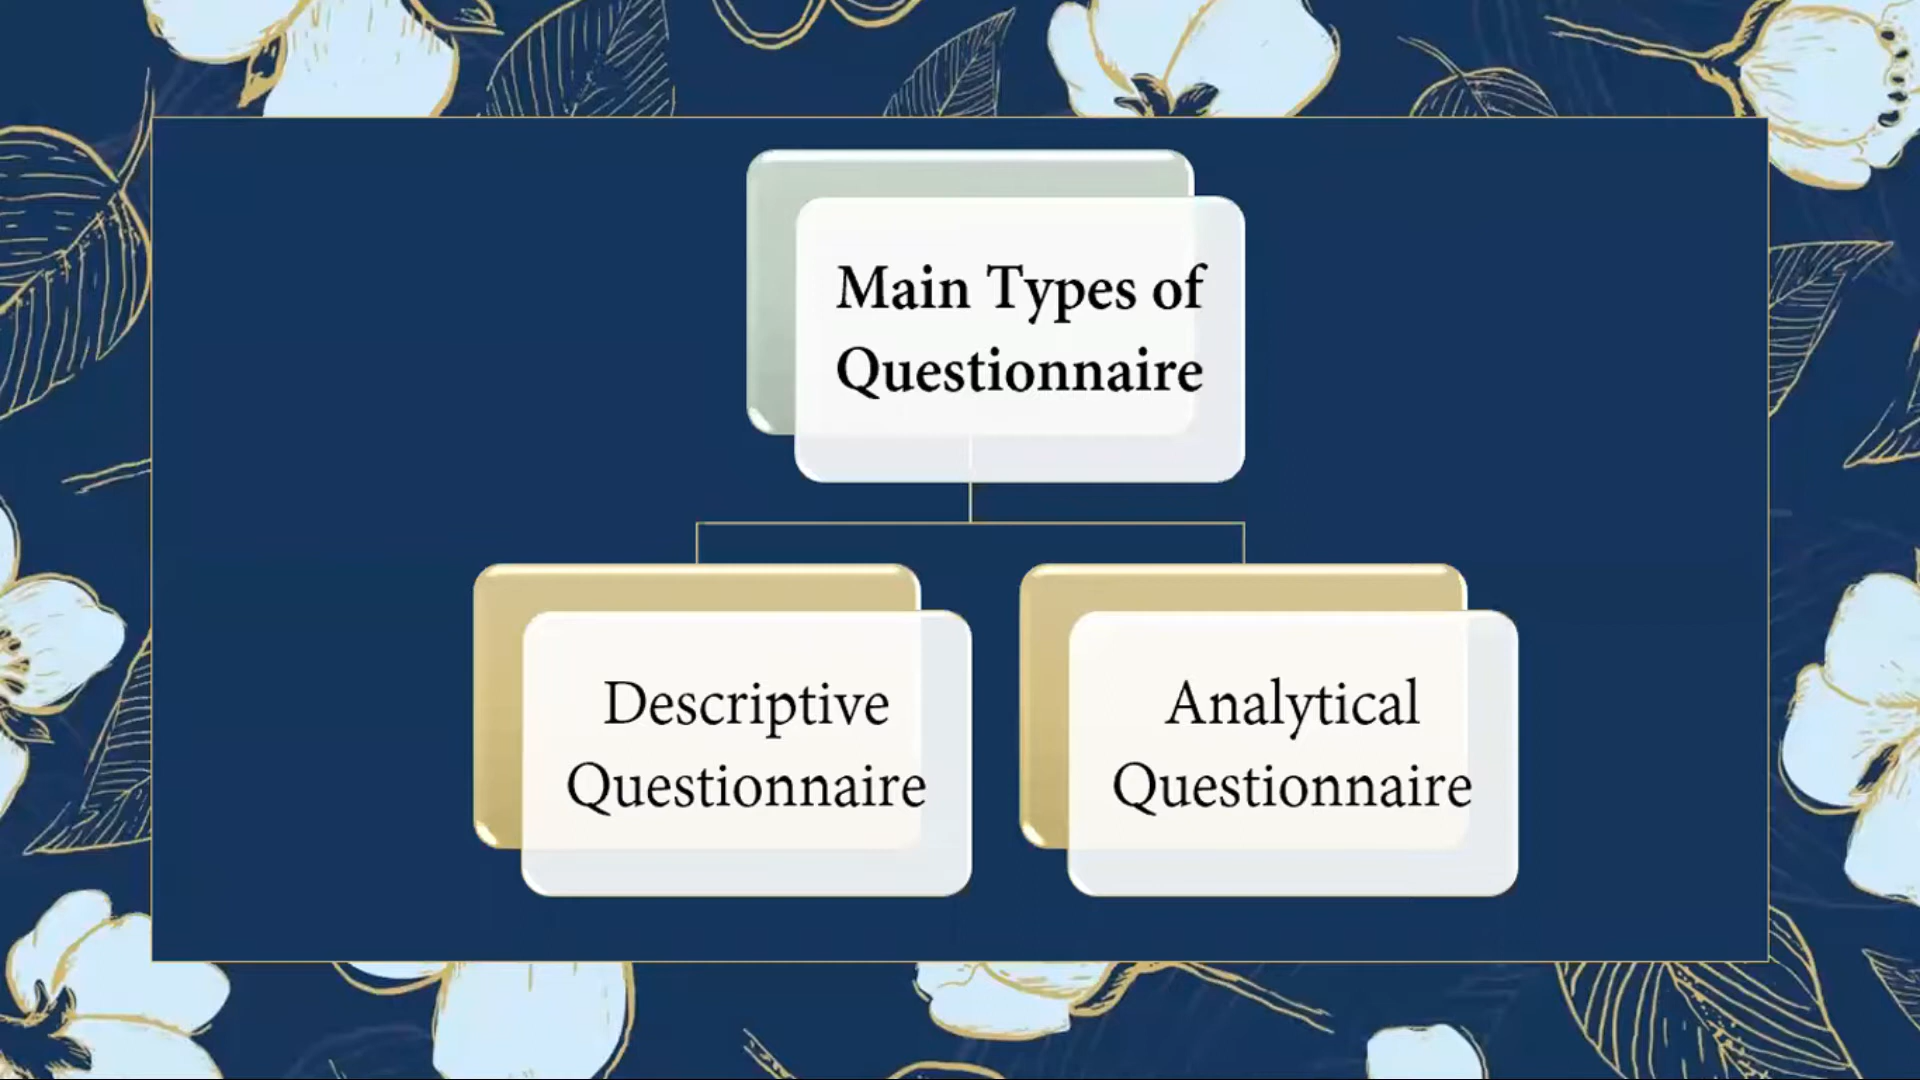 Main Types of
Questionnaire
Descriptive
Questionnaire
Analytical
Questionnaire